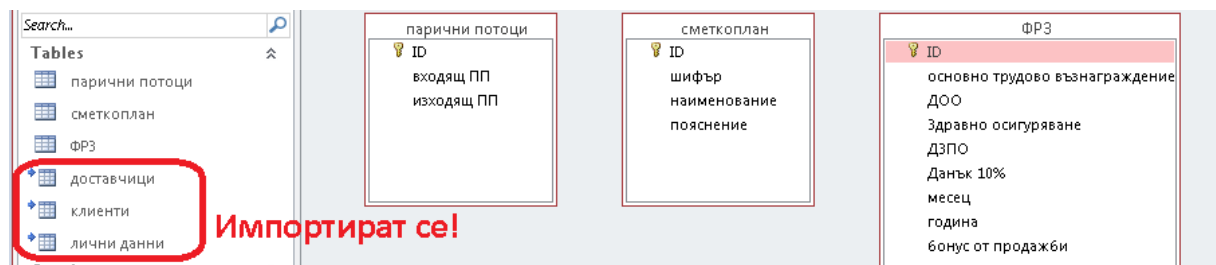 Search...
Tables
парични потоци
сметкоплан
ФРЗ
доставчици
клиенти
лични данни
Импортират се!
парични потоци
ID
входящ ПП
изходящ ПП
сметкоплан
ID
шифър
наименование
пояснение
ФРЗ
ID
основно трудово възнаграждение
ДОО
Здравно осигуряване
ДЗПО
Данък 10%
месец
година
бонус от продажби